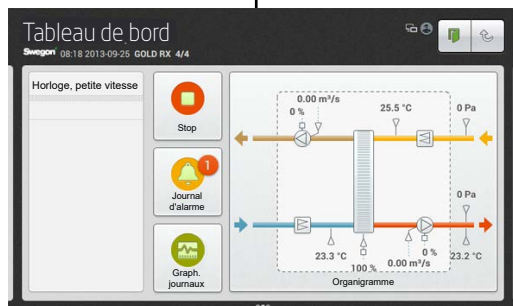 Tableau de bord
Swegon 08:18 2013-09-25 GOLD RX 4/4
Horloge, petite vitesse
Stop
1
Journal
d'alarme
Graph.
journaux
0.00 m³/s
0 %
25.5 °C
0 Pa
0 Pa
23.3 °C
100 %
0.00 m³/s
0 %
23.2 °C
Organigramme